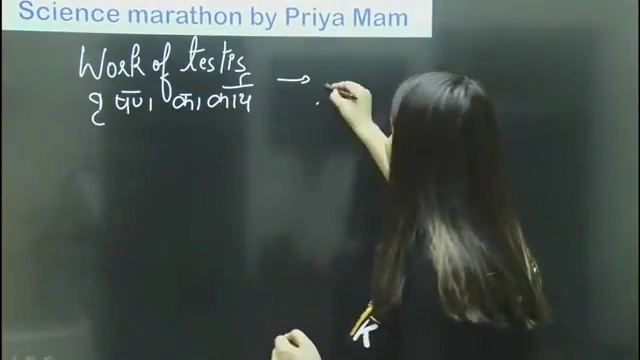 Science marathon by Priya Mam
Work of testis →
वृषण का कार्य
K